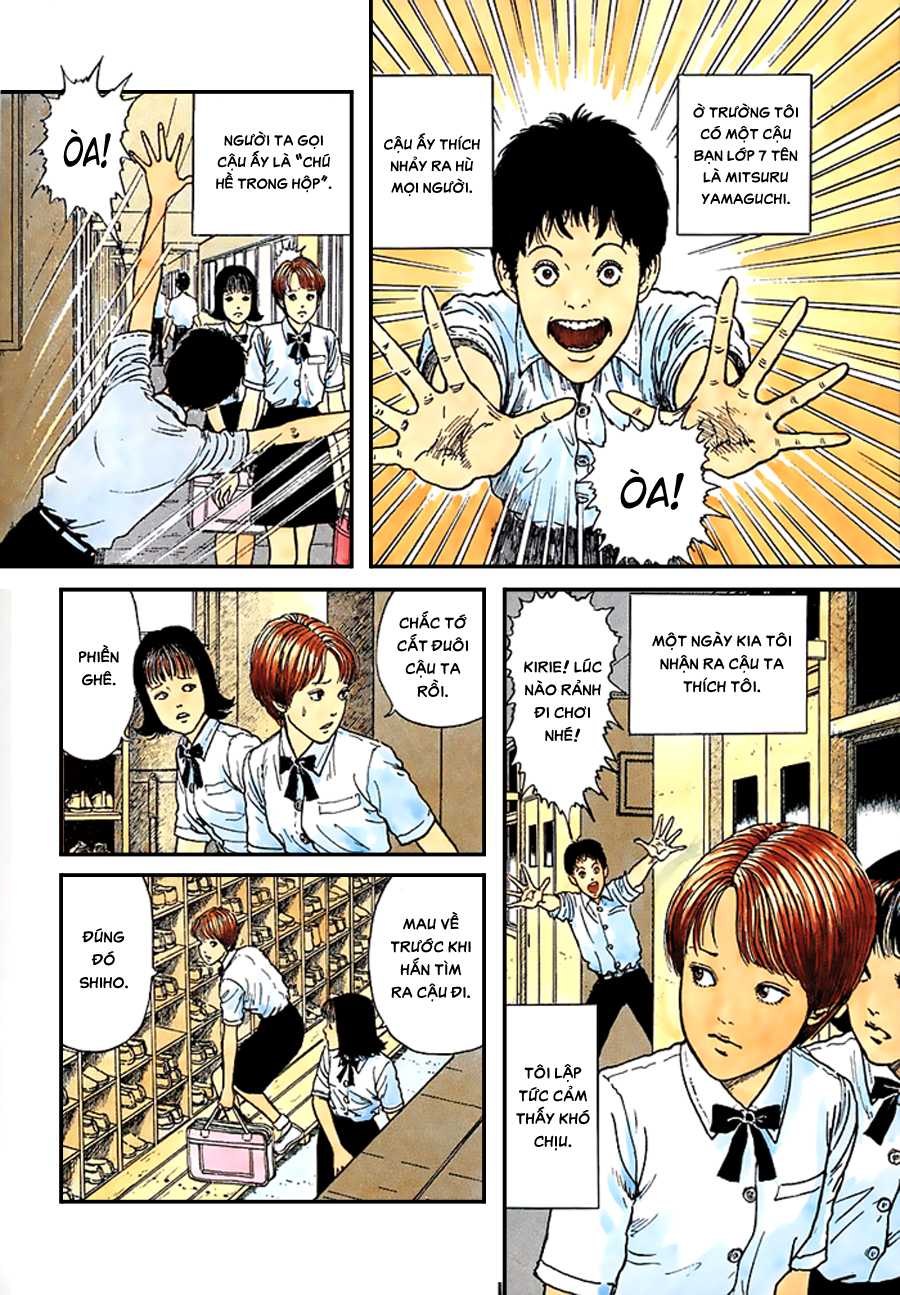 Ở TRƯỜNG TÔI
CÓ MỘT CẬU
BẠN LỚP 7 TÊN
LÀ MITSURU
YAMAGUCHI.
CẬU ẤY THÍCH
NHẢY RA HÙ
MỌI NGƯỜI.
ÒA!
NGƯỜI TA GỌI
CẬU ẤY LÀ “CHÚ
HỀ TRONG HỘP”.
ÒA!
MỘT NGÀY KIA TÔI
NHẬN RA CẬU TA
THÍCH TÔI.
KIRIE! LÚC
NÀO RẢNH
ĐI CHƠI
NHÉ!
TÔI LẬP
TỨC CẢM
THẤY KHÓ
CHỊU.
CHẮC TỚ
CẮT ĐUÔI
CẬU TA
RỒI.
PHIỀN
GHÊ.
MAU VỀ
TRƯỚC KHI
HẮN TÌM
RA CẬU ĐI.
ĐÚNG
ĐÓ
SHIHO.